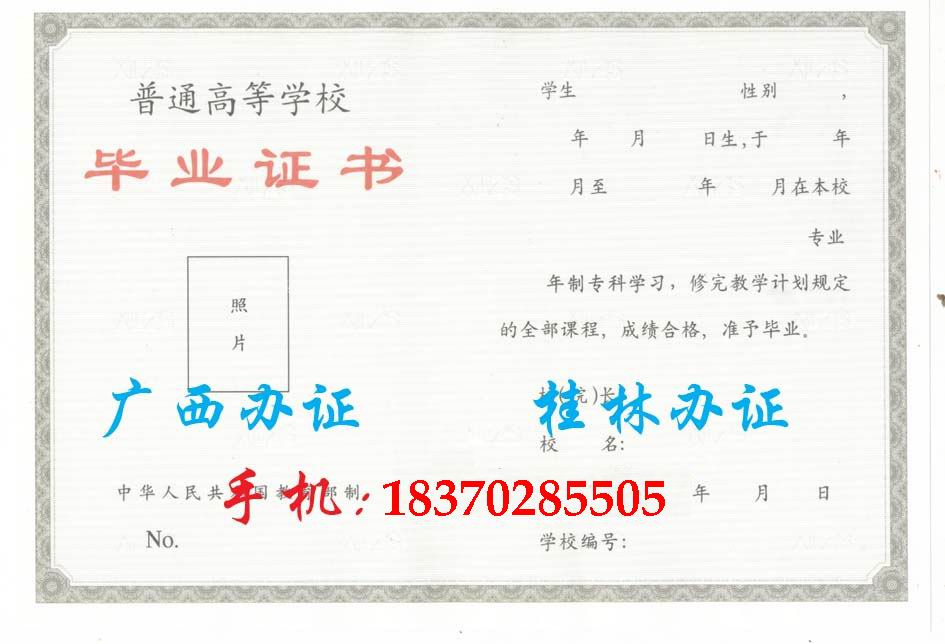 普通高等学校
毕业证书
照
片
学生 性别 ,
年 月 日生,于 年
月至 年 月在本校
专业
年制专科学习，修完教学计划规定
的全部课程，成绩合格，准予毕业。
广西办证
桂林办证
校(院)长
校 名：
中华人民共和国教育部制
手机：18370285505
年 月 日
No.
学校编号：